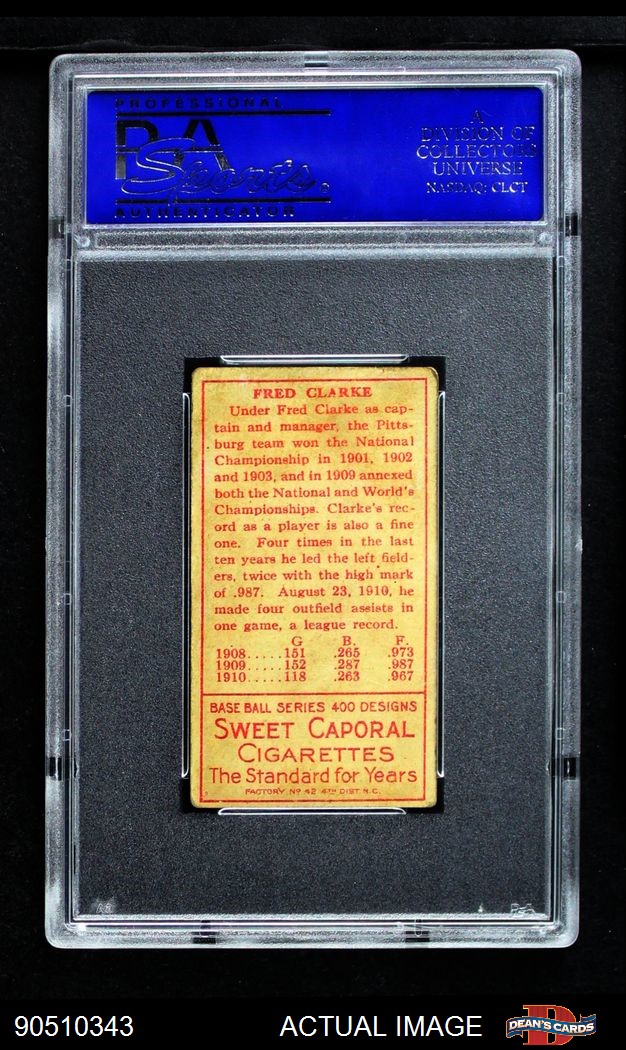 PROFESSIONAL
PSA
Sports
AUTHENTICATOR
A
DIVISION OF
COLLECTORS
UNIVERSE
NASDAQ: CLCT
FRED CLARKE
Under Fred Clarke as cap-
tain and manager, the Pitts-
burg team won the National
Championship in 1901, 1902
and 1903, and in 1909 annexed
both the National and World's
Championships. Clarke's rec-
ord as a player is also a fine
one. Four times in the last
ten years he led the left field-
ers, twice with the high mark
of .987. August 23, 1910, he
made four outfield assists in
one game, a league record.
G B. F.
1908.....151 .265 .973
1909.....152 .287 .987
1910.....118 .263 .967
BASE BALL SERIES 400 DESIGNS
SWEET CAPORAL
CIGARETTES
The Standard for Years
FACTORY Nº 42 4TH DIST. N.C.
PSA
90510343 ACTUAL IMAGE DEAN'S CARDS